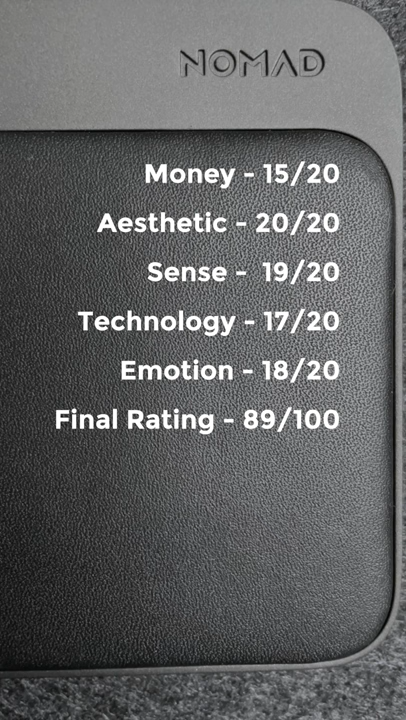 NOMAD
Money - 15/20
Aesthetic - 20/20
Sense -  19/20
Technology - 17/20
Emotion - 18/20
Final Rating - 89/100